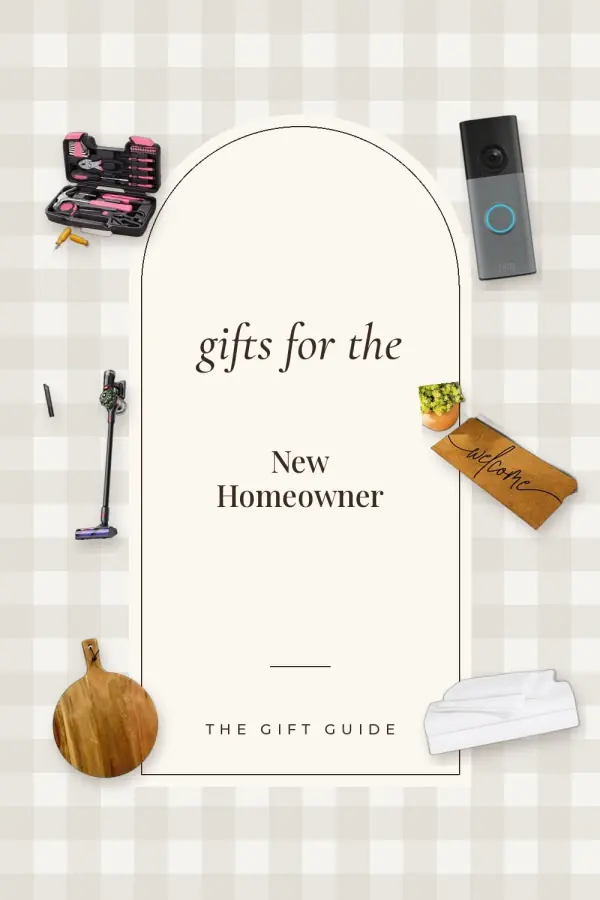 gifts for the
welcome
New
Homeowner
THE GIFT GUIDE